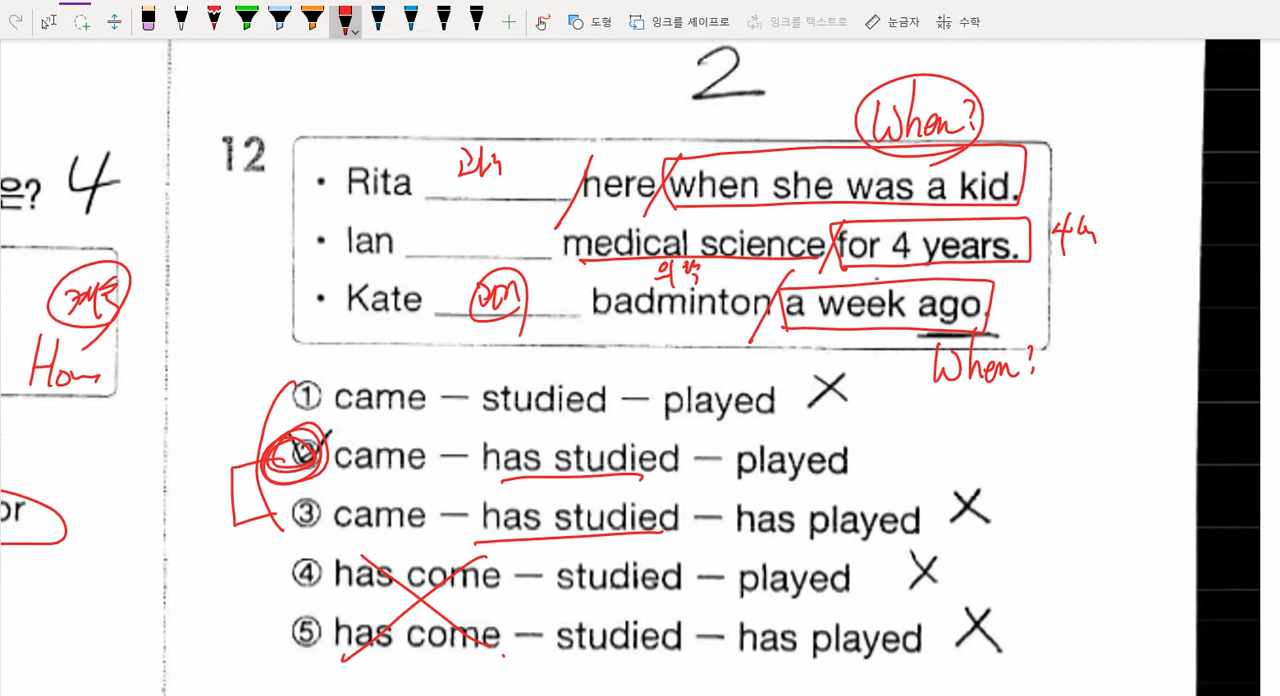 도형
잉크를 셰이프로
잉크를 텍스트로
눈금자
수학
2
When?
12
은? 4
• Rita ________ here when she was a kid.
• Ian ________ medical science for 4 years.
4년
의학
• Kate ________ badminton a week ago.
When?
How
① came – studied – played X
② came – has studied – played
or
③ came – has studied – has played X
④ has come – studied – played X
⑤ has come – studied – has played X